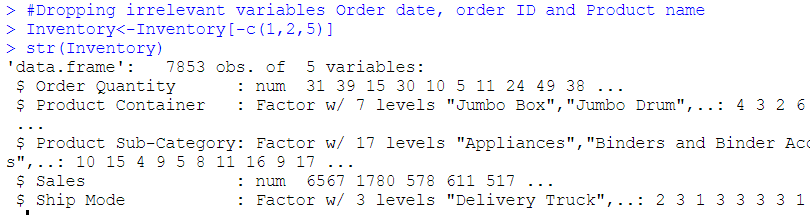 > #Dropping irrelevant variables Order date, order ID and Product name
> Inventory<-Inventory[-c(1,2,5)]
> str(Inventory)
'data.frame':   7853 obs. of  5 variables:
 $ Order Quantity      : num  31 39 15 30 10 5 11 24 49 38 ...
 $ Product Container   : Factor w/ 7 levels "Jumbo Box","Jumbo Drum",..: 4 3 2 6
 ...
 $ Product Sub-Category: Factor w/ 17 levels "Appliances","Binders and Binder Acc
s",..: 10 15 4 9 5 8 11 16 9 17 ...
 $ Sales               : num  6567 1780 578 611 517 ...
 $ Ship Mode           : Factor w/ 3 levels "Delivery Truck",..: 2 3 1 3 3 3 3 1